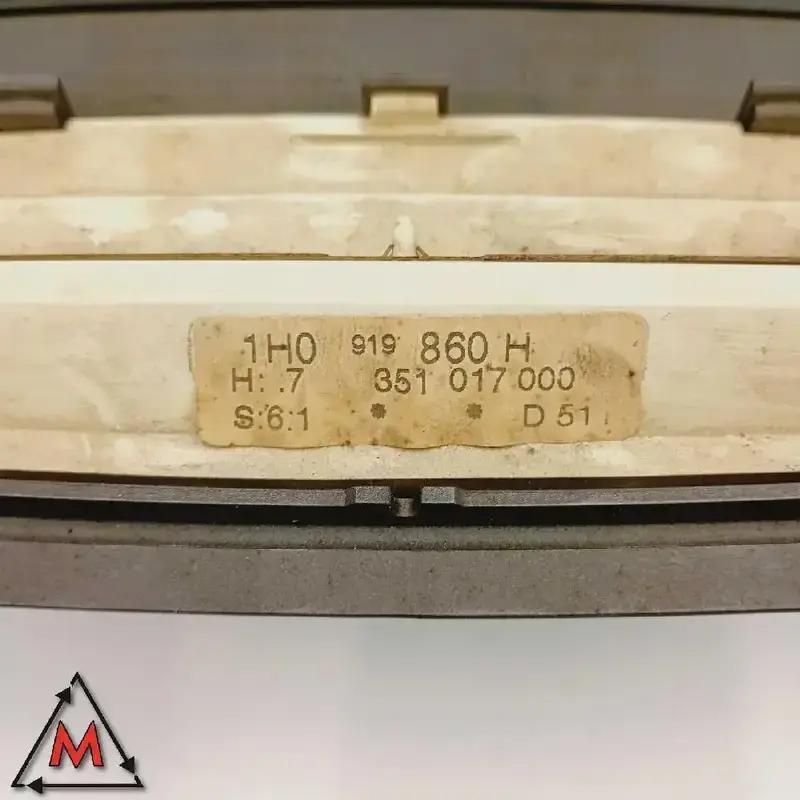 1H0 919 860 H
H: .7 351 017 000
S:6:1 * * D 51
M